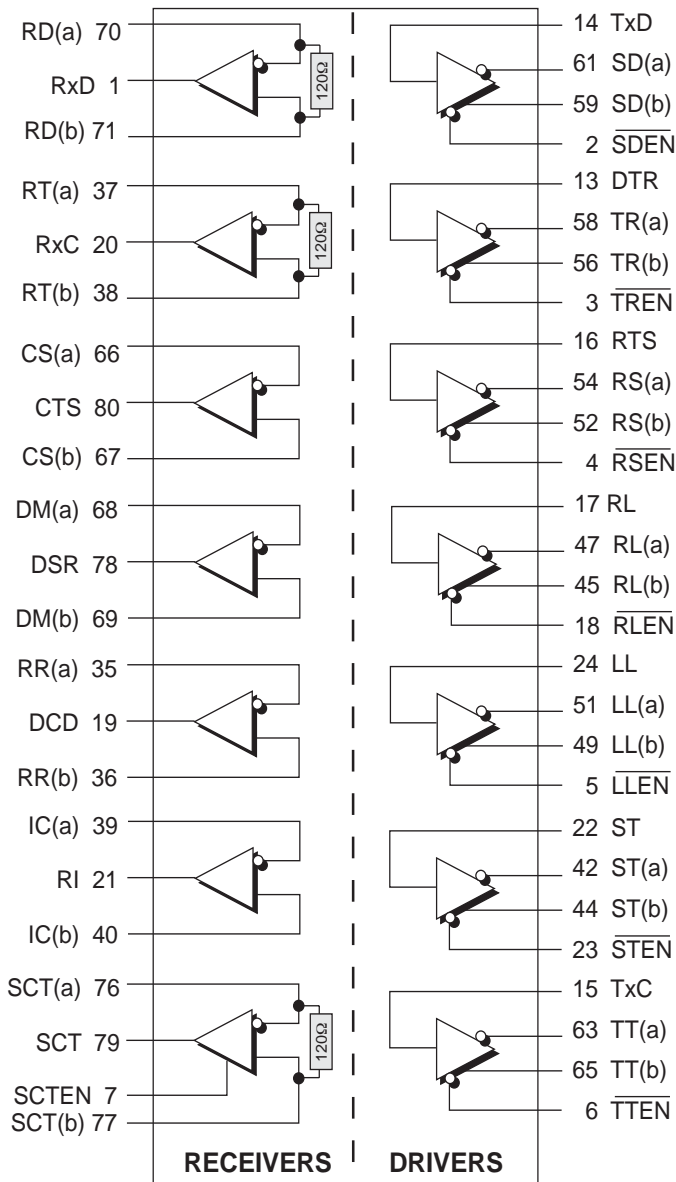 RD(a) 70
120Ω
RxD 1
RD(b) 71
RT(a) 37
120Ω
RxC 20
RT(b) 38
CS(a) 66
CTS 80
CS(b) 67
DM(a) 68
DSR 78
DM(b) 69
RR(a) 35
DCD 19
RR(b) 36
IC(a) 39
RI 21
IC(b) 40
SCT(a) 76
120Ω
SCT 79
SCTEN 7
SCT(b) 77
RECEIVERS
14 TxD
61 SD(a)
59 SD(b)
2 SDEN
13 DTR
58 TR(a)
56 TR(b)
3 TREN
16 RTS
54 RS(a)
52 RS(b)
4 RSEN
17 RL
47 RL(a)
45 RL(b)
18 RLEN
24 LL
51 LL(a)
49 LL(b)
5 LLEN
22 ST
42 ST(a)
44 ST(b)
23 STEN
15 TxC
63 TT(a)
65 TT(b)
6 TTEN
DRIVERS